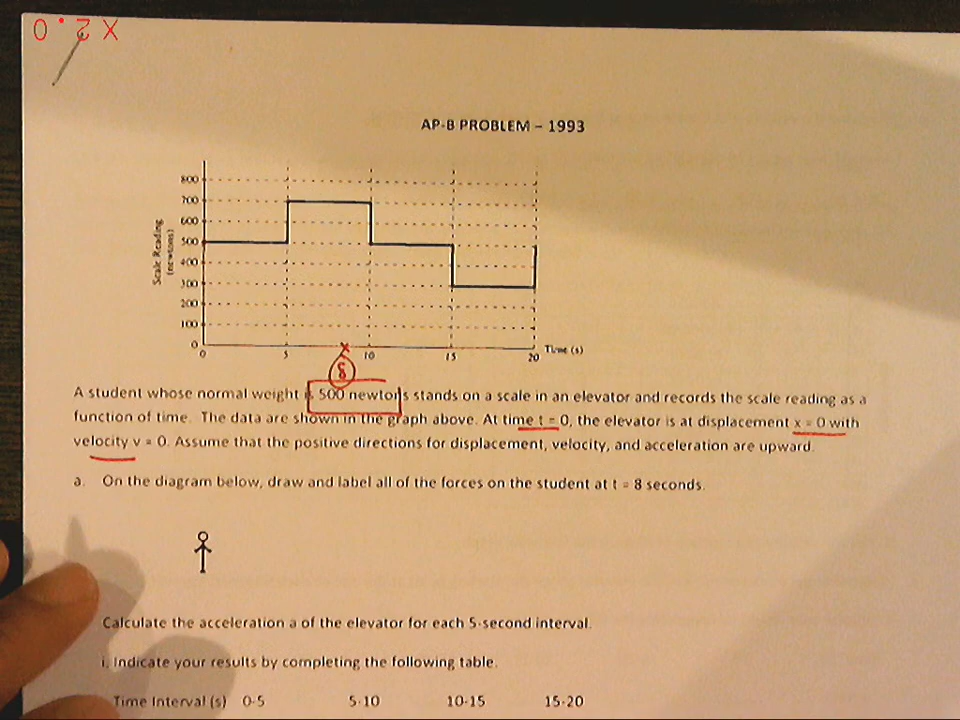 X 2.0
AP-B PROBLEM – 1993
800
700
600
500
400
300
200
100
0
Scale Reading
(newtons)
0 5 10 15 20 Time (s)
8
A student whose normal weight is 500 newtons stands on a scale in an elevator and records the scale reading as a
function of time. The data are shown in the graph above. At time t = 0, the elevator is at displacement x = 0 with
velocity v = 0. Assume that the positive directions for displacement, velocity, and acceleration are upward.
a. On the diagram below, draw and label all of the forces on the student at t = 8 seconds.
Calculate the acceleration a of the elevator for each 5-second interval.
i. Indicate your results by completing the following table.
Time Interval (s) 0-5 5-10 10-15 15-20